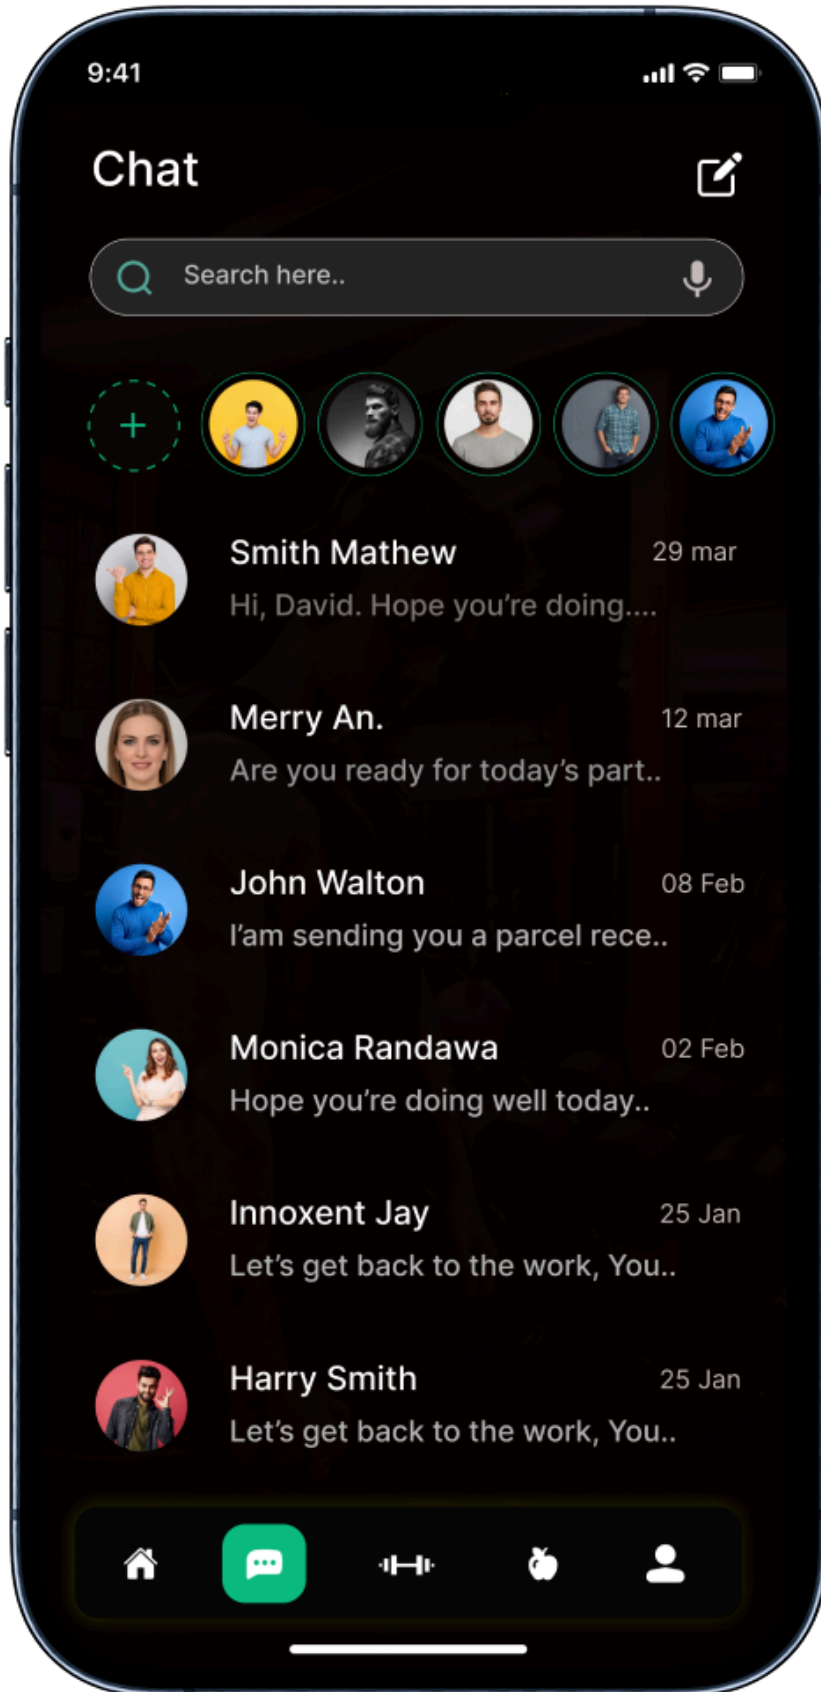 9:41
Chat
Search here..
Smith Mathew
29 mar
Hi, David. Hope you’re doing....
Merry An.
12 mar
Are you ready for today’s part..
John Walton
08 Feb
I’am sending you a parcel rece..
Monica Randawa
02 Feb
Hope you’re doing well today..
Innoxent Jay
25 Jan
Let’s get back to the work, You..
Harry Smith
25 Jan
Let’s get back to the work, You..